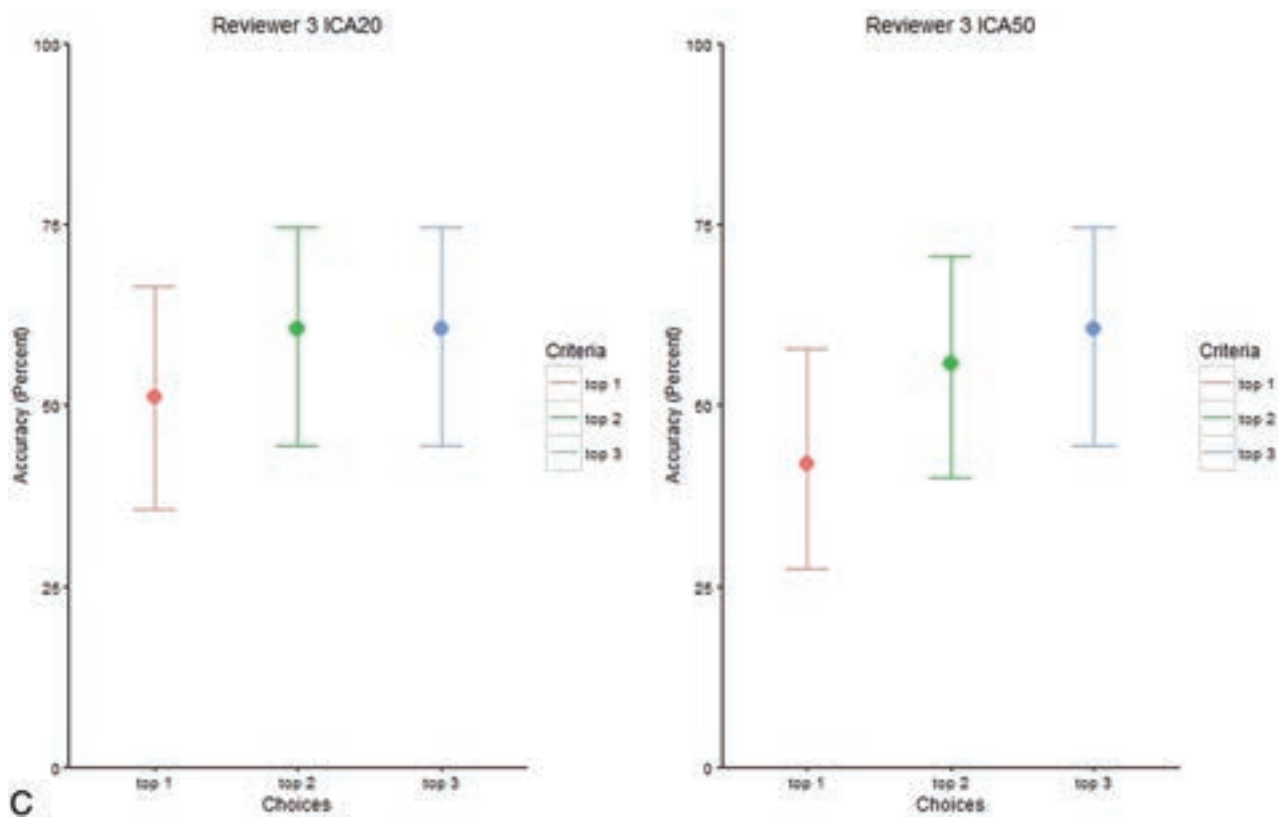 Reviewer 3 ICA20
100
75
50
25
0
Accuracy (Percent)
top 1
top 2
top 3
Choices
Criteria
top 1
top 2
top 3
Reviewer 3 ICA50
100
75
50
25
0
Accuracy (Percent)
top 1
top 2
top 3
Choices
Criteria
top 1
top 2
top 3
C